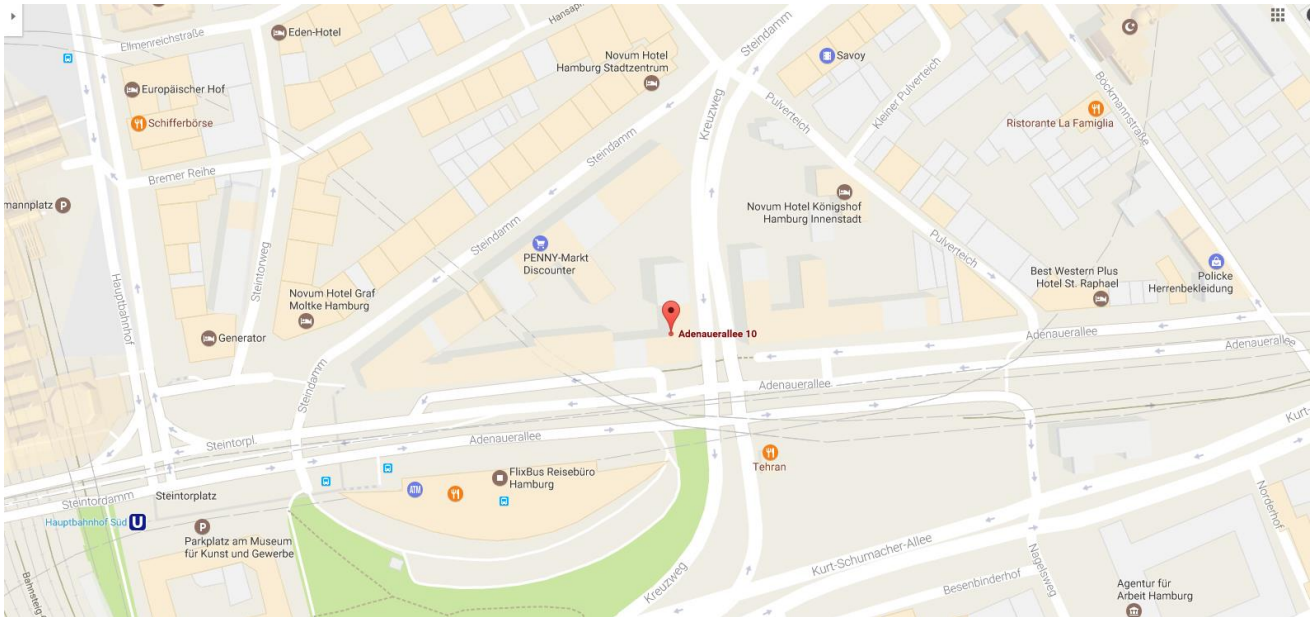 Ellmenreichstraße
Eden-Hotel
Steindamm
Novum Hotel
Hamburg Stadtzentrum
Savoy
Europäischer Hof
Schifferbörse
Kreuzweg
Pulverteich
Kleiner Pulverteich
Böckmannstraße
Ristorante La Famiglia
Bremer Reihe
Steindamm
mannplatz
P
Novum Hotel Königshof
Hamburg Innenstadt
Steindamm
Steintorweg
Hauptbahnhof
PENNY-Markt
Discounter
Pulverteich
Best Western Plus
Hotel St. Raphael
Policke
Herrenbekleidung
Novum Hotel Graf
Moltke Hamburg
Generator
Adenauerallee 10
Adenauerallee
Adenauerallee
Steindamm
Adenauerallee
Steintorpl.
Adenauerallee
Tehran
FlixBus Reisebüro
Hamburg
ATM
Steintordamm
Steintorplatz
Hauptbahnhof Süd
U
P
Parkplatz am Museum
für Kunst und Gewerbe
Kurt-Schumacher-Allee
Norderhof
Nagelsweg
Besenbinderhof
Kreuzweg
Agentur für
Arbeit Hamburg